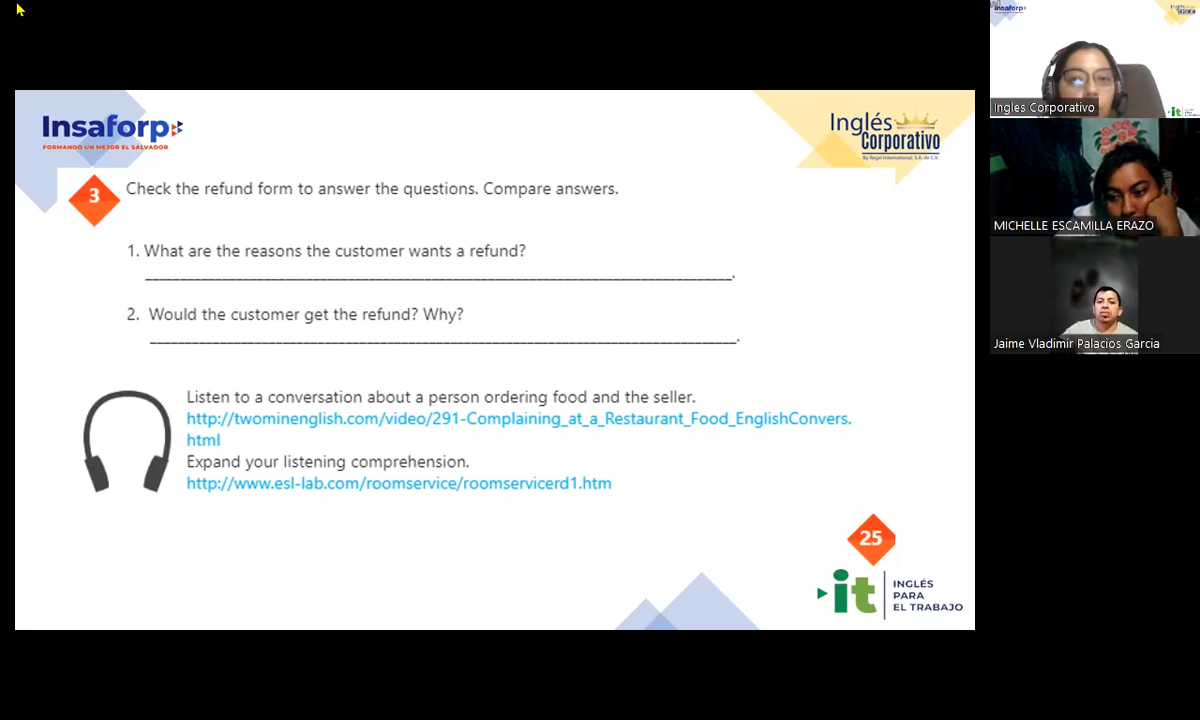 Insaforp
FORMANDO UN MEJOR EL SALVADOR
Inglés
Corporativo
By Regal International, S.A. de C.V.
3
Check the refund form to answer the questions. Compare answers.
1. What are the reasons the customer wants a refund?
2. Would the customer get the refund? Why?
Listen to a conversation about a person ordering food and the seller.
http://twominenglish.com/video/291-Complaining_at_a_Restaurant_Food_EnglishConvers.
html
Expand your listening comprehension.
http://www.esl-lab.com/roomservice/roomservicerd1.htm
25
it
INGLÉS
PARA
EL TRABAJO
Insaforp
Ingles Corporativo
MICHELLE ESCAMILLA ERAZO
Jaime Vladimir Palacios Garcia